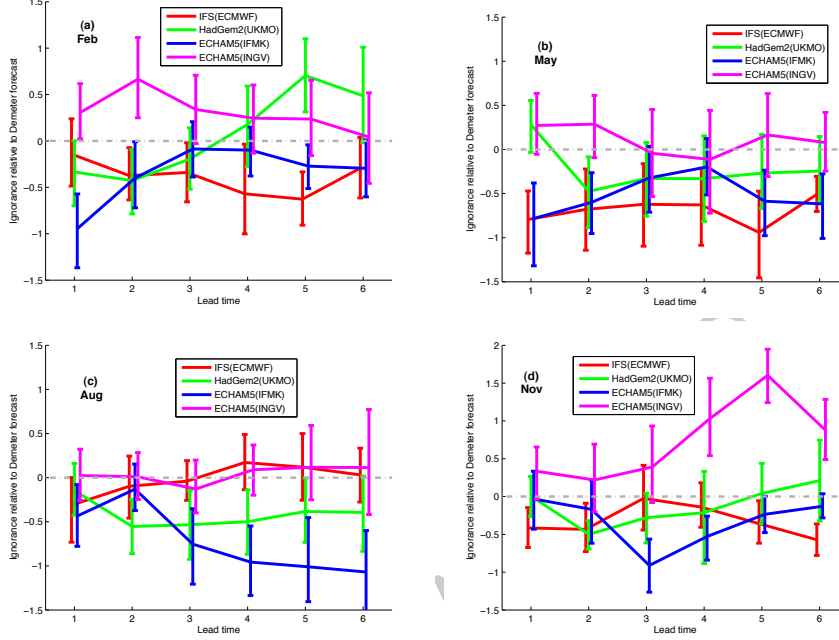 (a)
Feb
IFS(ECMWF)
HadGem2(UKMO)
ECHAM5(IFMK)
ECHAM5(INGV)
Ignorance relative to Demeter forecast
1.5
1
0.5
0
−0.5
−1
−1.5
1 2 3 4 5 6
Lead time
(b)
May
IFS(ECMWF)
HadGem2(UKMO)
ECHAM5(IFMK)
ECHAM5(INGV)
Ignorance relative to Demeter forecast
1.5
1
0.5
0
−0.5
−1
−1.5
1 2 3 4 5 6
Lead time
(c)
Aug
IFS(ECMWF)
HadGem2(UKMO)
ECHAM5(IFMK)
ECHAM5(INGV)
Ignorance relative to Demeter forecast
1.5
1
0.5
0
−0.5
−1
−1.5
1 2 3 4 5 6
Lead time
(d)
Nov
IFS(ECMWF)
HadGem2(UKMO)
ECHAM5(IFMK)
ECHAM5(INGV)
Ignorance relative to Demeter forecast
2
1.5
1
0.5
0
−0.5
−1
−1.5
1 2 3 4 5 6
Lead time